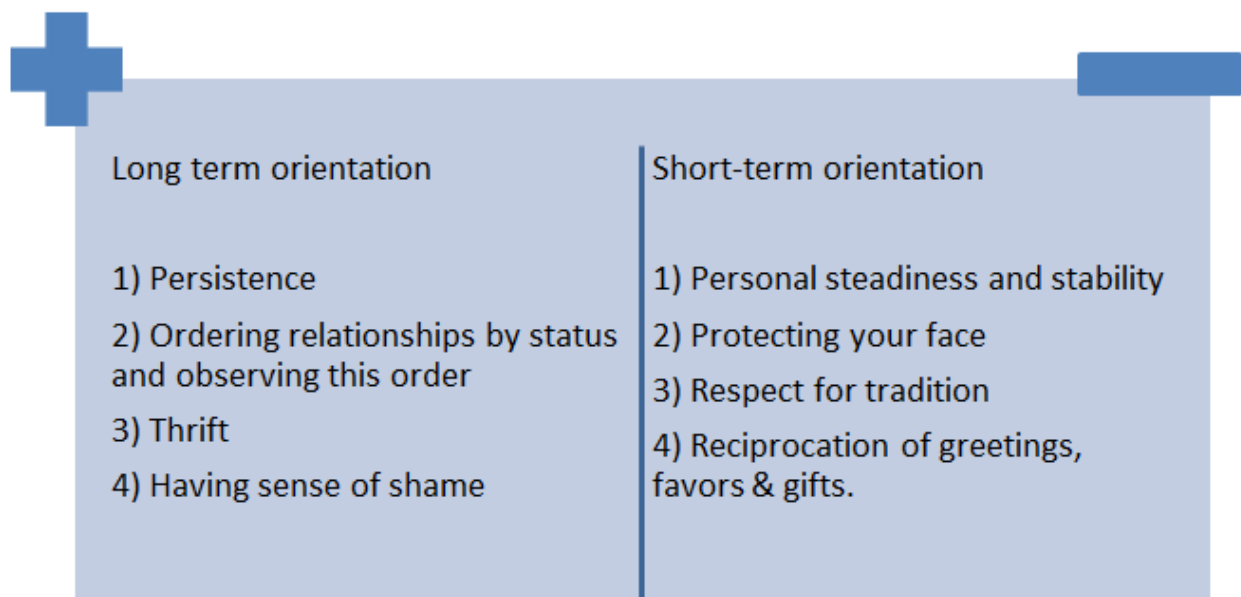 Long term orientation
1) Persistence
2) Ordering relationships by status
and observing this order
3) Thrift
4) Having sense of shame
Short-term orientation
1) Personal steadiness and stability
2) Protecting your face
3) Respect for tradition
4) Reciprocation of greetings,
favors & gifts.